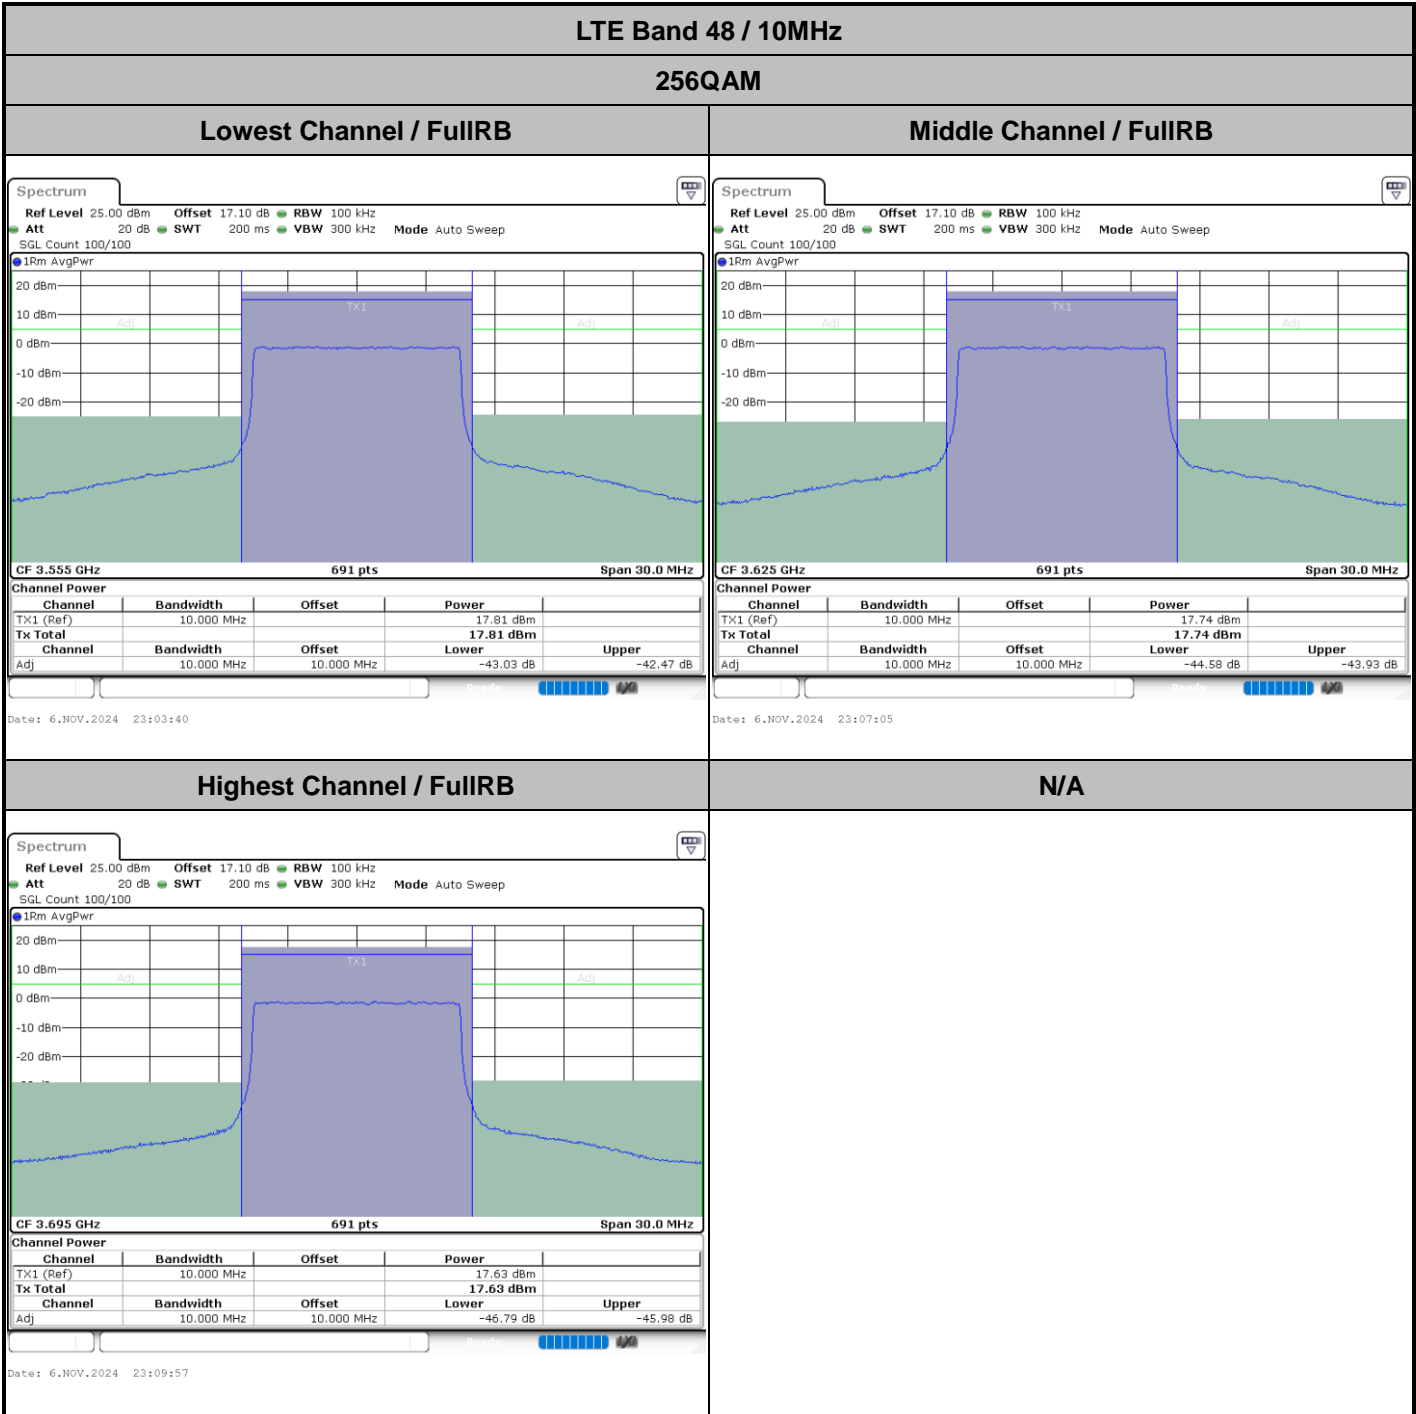 LTE Band 48 / 10MHz
256QAM
Lowest Channel / FullRB
Middle Channel / FullRB
Spectrum
Ref Level 25.00 dBm Offset 17.10 dB RBW 100 kHz
Att 20 dB SWT 200 ms VBW 300 kHz Mode Auto Sweep
SGL Count 100/100
1Rm AvgPwr
20 dBm
TX1
10 dBm
Adj Adj
0 dBm
-10 dBm
-20 dBm
CF 3.555 GHz 691 pts Span 30.0 MHz
Channel Power
Channel Bandwidth Offset Power
TX1 (Ref) 10.000 MHz 17.81 dBm
Tx Total 17.81 dBm
Channel Bandwidth Offset Lower Upper
Adj 10.000 MHz 10.000 MHz -43.03 dB -42.47 dB
Ready
Date: 6.NOV.2024 23:03:40
Spectrum
Ref Level 25.00 dBm Offset 17.10 dB RBW 100 kHz
Att 20 dB SWT 200 ms VBW 300 kHz Mode Auto Sweep
SGL Count 100/100
1Rm AvgPwr
20 dBm
TX1
10 dBm
Adj Adj
0 dBm
-10 dBm
-20 dBm
CF 3.625 GHz 691 pts Span 30.0 MHz
Channel Power
Channel Bandwidth Offset Power
TX1 (Ref) 10.000 MHz 17.74 dBm
Tx Total 17.74 dBm
Channel Bandwidth Offset Lower Upper
Adj 10.000 MHz 10.000 MHz -44.58 dB -43.93 dB
Ready
Date: 6.NOV.2024 23:07:05
Highest Channel / FullRB
N/A
Spectrum
Ref Level 25.00 dBm Offset 17.10 dB RBW 100 kHz
Att 20 dB SWT 200 ms VBW 300 kHz Mode Auto Sweep
SGL Count 100/100
1Rm AvgPwr
20 dBm
TX1
10 dBm
Adj Adj
0 dBm
-10 dBm
-20 dBm
CF 3.695 GHz 691 pts Span 30.0 MHz
Channel Power
Channel Bandwidth Offset Power
TX1 (Ref) 10.000 MHz 17.63 dBm
Tx Total 17.63 dBm
Channel Bandwidth Offset Lower Upper
Adj 10.000 MHz 10.000 MHz -46.79 dB -45.98 dB
Ready
Date: 6.NOV.2024 23:09:57